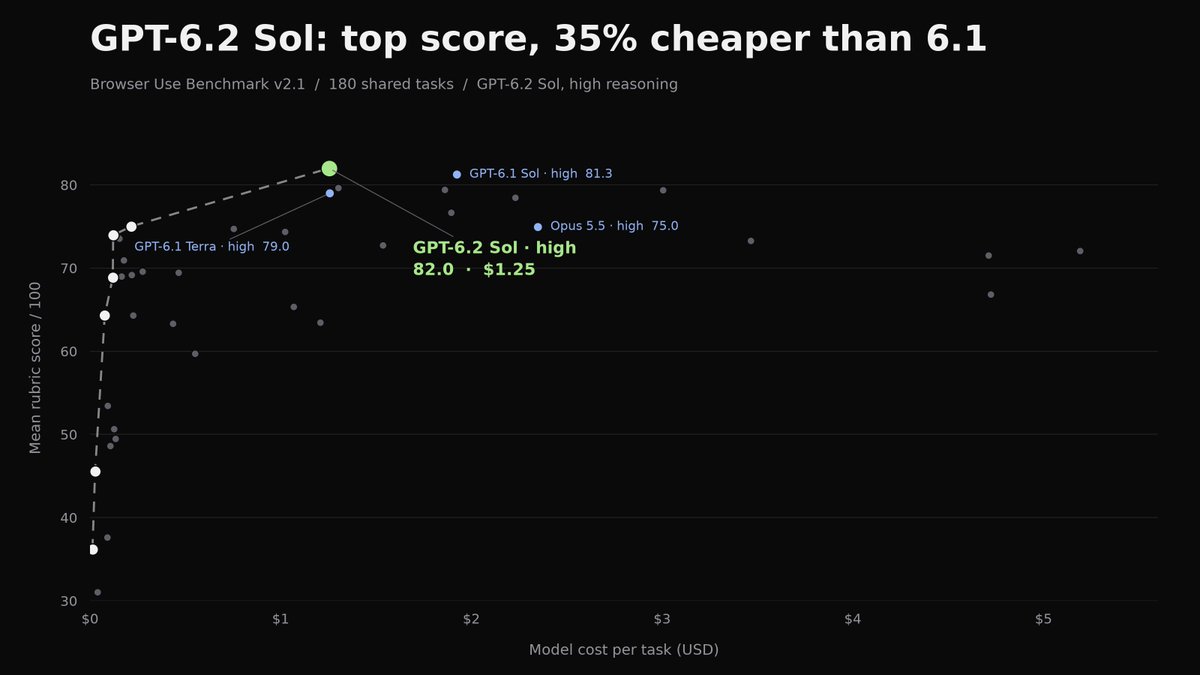 GPT-6.2 Sol: top score, 35% cheaper than 6.1
Browser Use Benchmark v2.1 / 180 shared tasks / GPT-6.2 Sol, high reasoning
GPT-6.1 Sol · high 81.3
Opus 5.5 · high 75.0
GPT-6.1 Terra · high 79.0
GPT-6.2 Sol · high
82.0 · $1.25
Mean rubric score / 100
80
70
60
50
40
30
$0 $1 $2 $3 $4 $5
Model cost per task (USD)